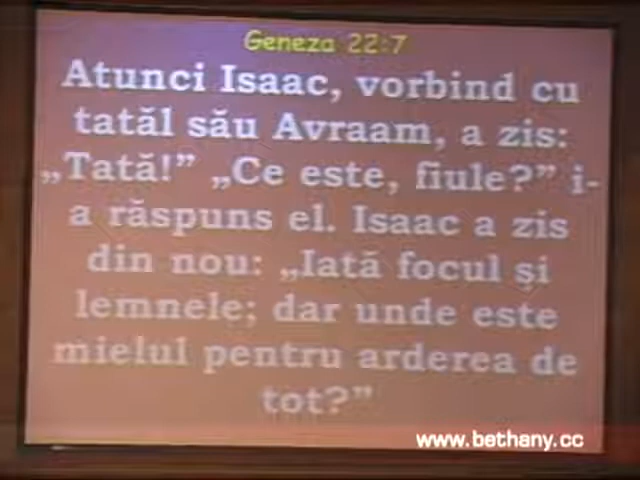 Geneza 22:7
Atunci Isaac, vorbind cu
tatăl său Avraam, a zis:
„Tată!” „Ce este, fiule?” i-
a răspuns el. Isaac a zis
din nou: „Iată focul şi
lemnele; dar unde este
mielul pentru arderea de
tot?”
www.bethany.cc